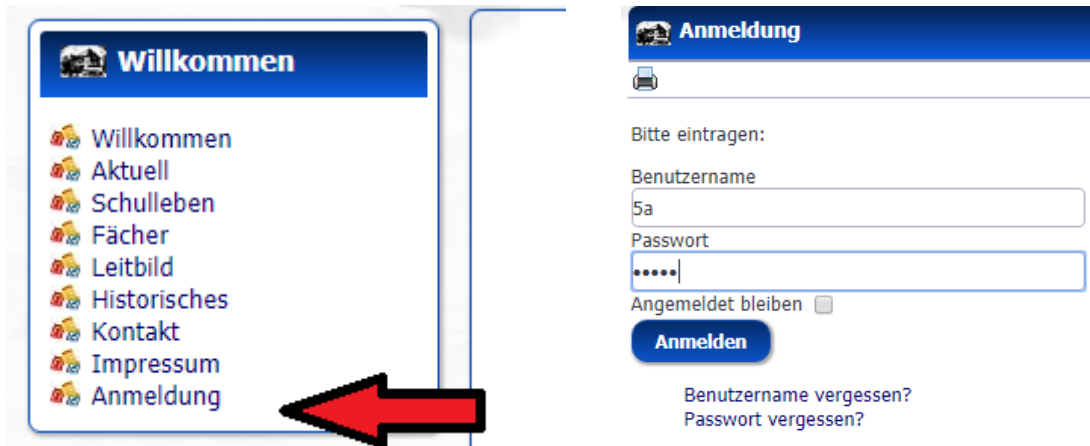 Willkommen
Willkommen
Aktuell
Schulleben
Fächer
Leitbild
Historisches
Kontakt
Impressum
Anmeldung
Anmeldung
Bitte eintragen:
Benutzername
5a
Passwort
•••••
Angemeldet bleiben
Anmelden
Benutzername vergessen?
Passwort vergessen?